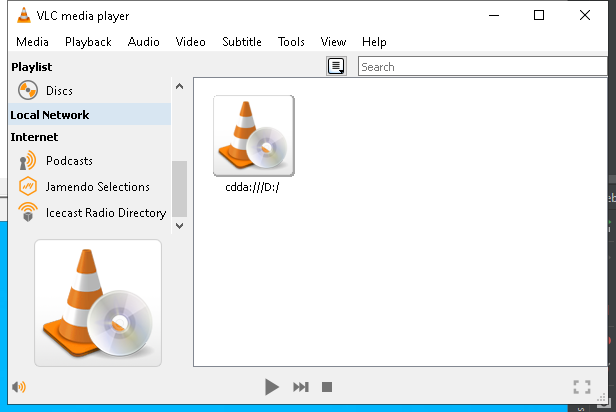 VLC media player
Media Playback Audio Video Subtitle Tools View Help
Playlist
Search
Discs
Local Network
Internet
Podcasts
Jamendo Selections
Icecast Radio Directory
cdda:///D:/